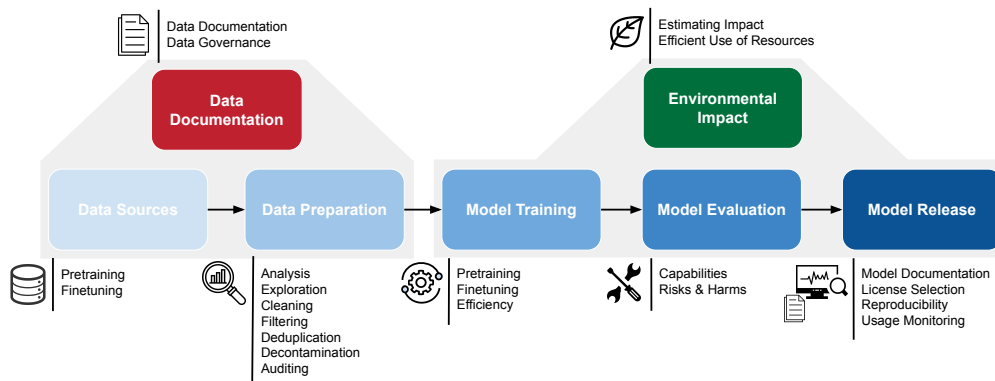 Data Documentation
Data Governance
Estimating Impact
Efficient Use of Resources
Data
Documentation
Environmental
Impact
Data Sources
Data Preparation
Model Training
Model Evaluation
Model Release
Pretraining
Finetuning
Analysis
Exploration
Cleaning
Filtering
Deduplication
Decontamination
Auditing
Pretraining
Finetuning
Efficiency
Capabilities
Risks & Harms
Model Documentation
License Selection
Reproducibility
Usage Monitoring